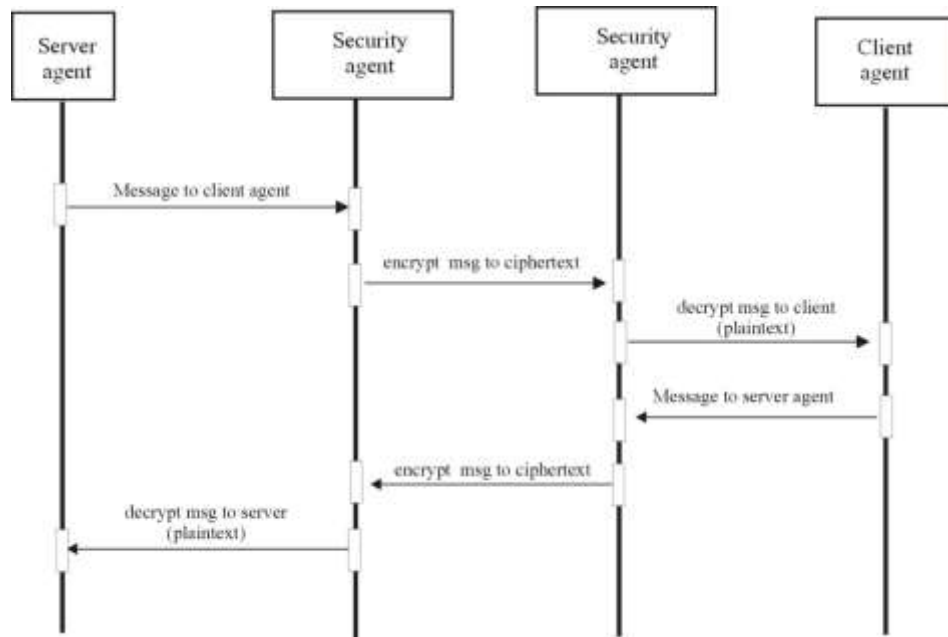 Server
agent
Security
agent
Security
agent
Client
agent
Message to client agent
encrypt msg to ciphertext
decrypt msg to client
(plaintext)
Message to server agent
encrypt msg to ciphertext
decrypt msg to server
(plaintext)